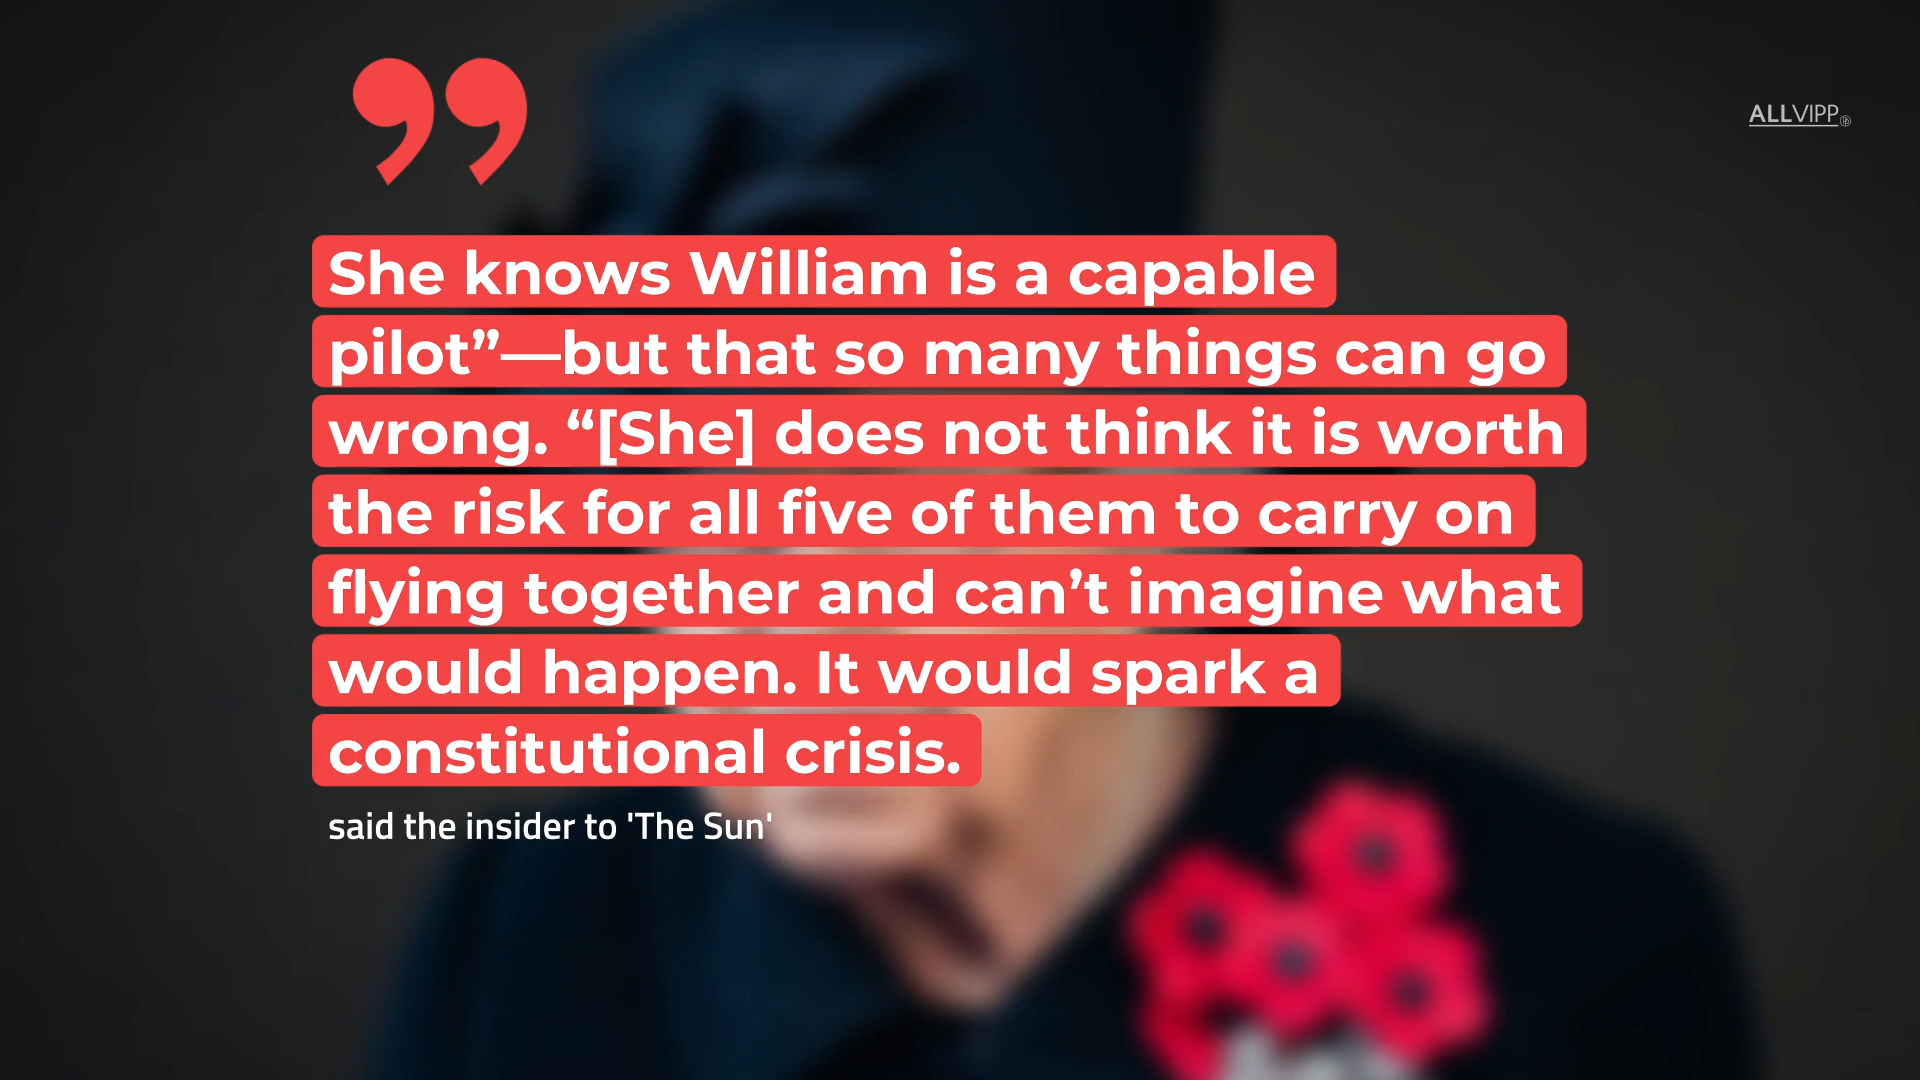 ”
ALLVIPP®
She knows William is a capable
pilot”—but that so many things can go
wrong. “[She] does not think it is worth
the risk for all five of them to carry on
flying together and can’t imagine what
would happen. It would spark a
constitutional crisis.
said the insider to 'The Sun'